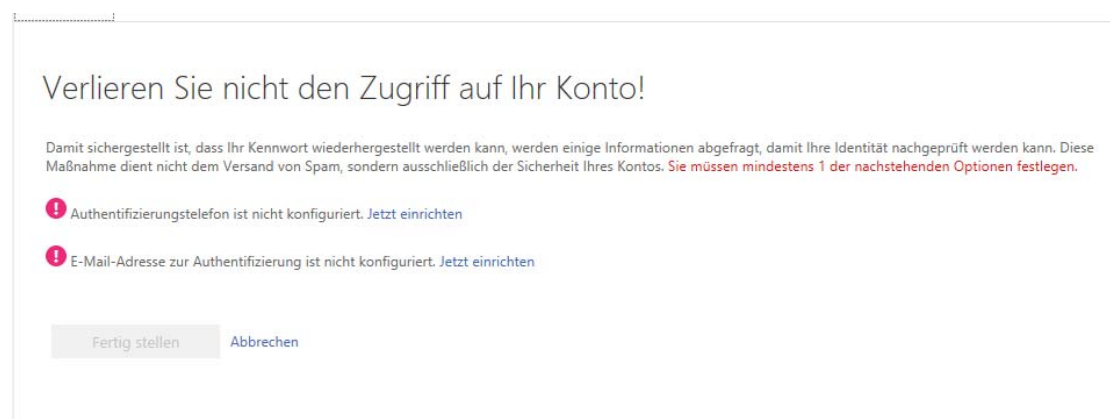 Verlieren Sie nicht den Zugriff auf Ihr Konto!
Damit sichergestellt ist, dass Ihr Kennwort wiederhergestellt werden kann, werden einige Informationen abgefragt, damit Ihre Identität nachgeprüft werden kann. Diese
Maßnahme dient nicht dem Versand von Spam, sondern ausschließlich der Sicherheit Ihres Kontos. Sie müssen mindestens 1 der nachstehenden Optionen festlegen.
! Authentifizierungstelefon ist nicht konfiguriert. Jetzt einrichten
! E-Mail-Adresse zur Authentifizierung ist nicht konfiguriert. Jetzt einrichten
Fertig stellen Abbrechen